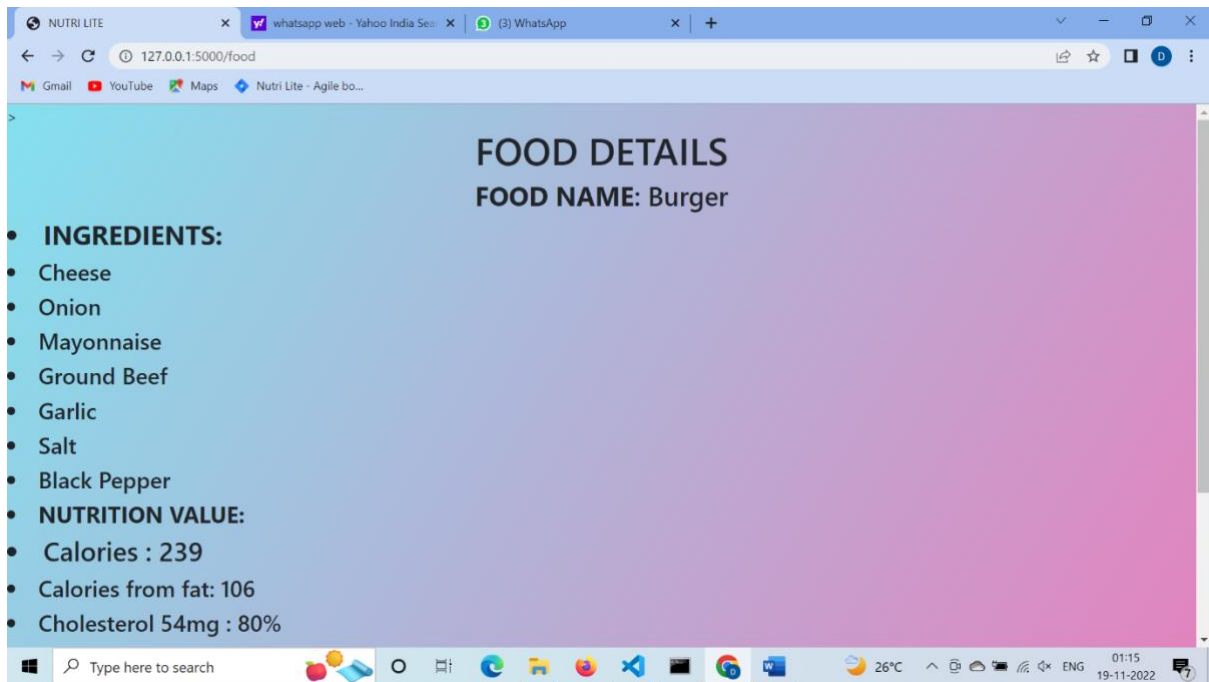 NUTRI LITE
whatsapp web - Yahoo India Sea
(3) WhatsApp
127.0.0.1:5000/food
Gmail YouTube Maps Nutri Lite - Agile bo...
>
FOOD DETAILS
FOOD NAME: Burger
• INGREDIENTS:
• Cheese
• Onion
• Mayonnaise
• Ground Beef
• Garlic
• Salt
• Black Pepper
• NUTRITION VALUE:
• Calories : 239
• Calories from fat: 106
• Cholesterol 54mg : 80%
Type here to search
26°C
ENG
01:15
19-11-2022
7
D